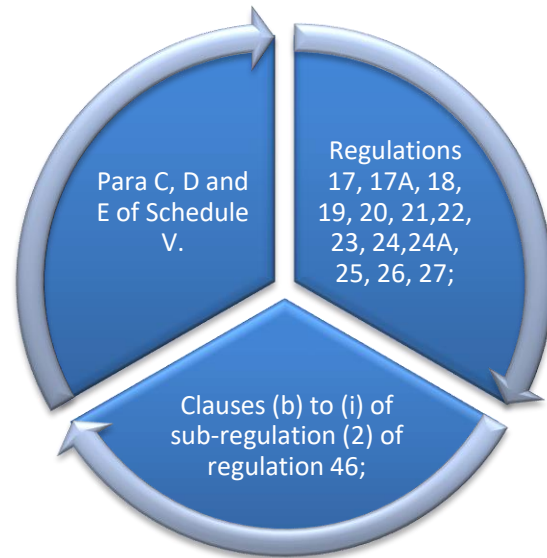 Para C, D and
E of Schedule
V.
Regulations
17, 17A, 18,
19, 20, 21,22,
23, 24,24A,
25, 26, 27;
Clauses (b) to (i) of
sub-regulation (2) of
regulation 46;